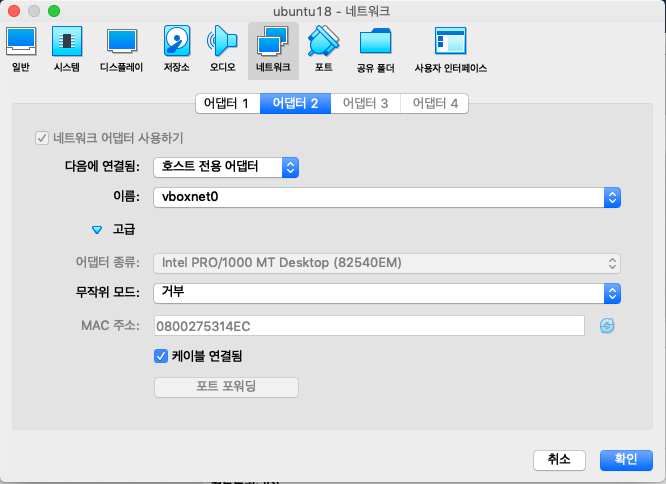 ubuntu18 - 네트워크
일반 시스템 디스플레이 저장소 오디오 네트워크 포트 공유 폴더 사용자 인터페이스
어댑터 1 어댑터 2 어댑터 3 어댑터 4
네트워크 어댑터 사용하기
다음에 연결됨: 호스트 전용 어댑터
이름: vboxnet0
고급
어댑터 종류: Intel PRO/1000 MT Desktop (82540EM)
무작위 모드: 거부
MAC 주소: 0800275314EC
케이블 연결됨
포트 포워딩
취소 확인